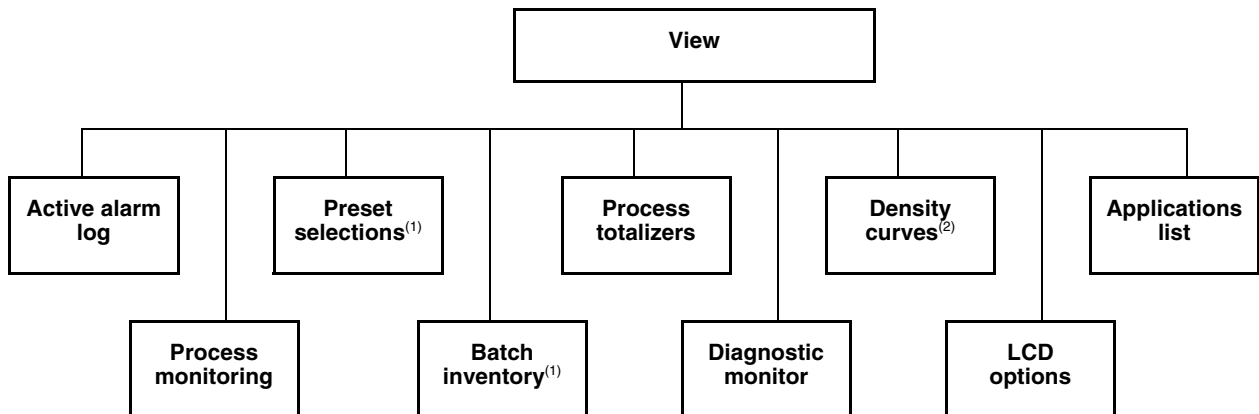 View
Active alarm
log
Preset
selections(1)
Process
totalizers
Density
curves(2)
Applications
list
Process
monitoring
Batch
inventory(1)
Diagnostic
monitor
LCD
options